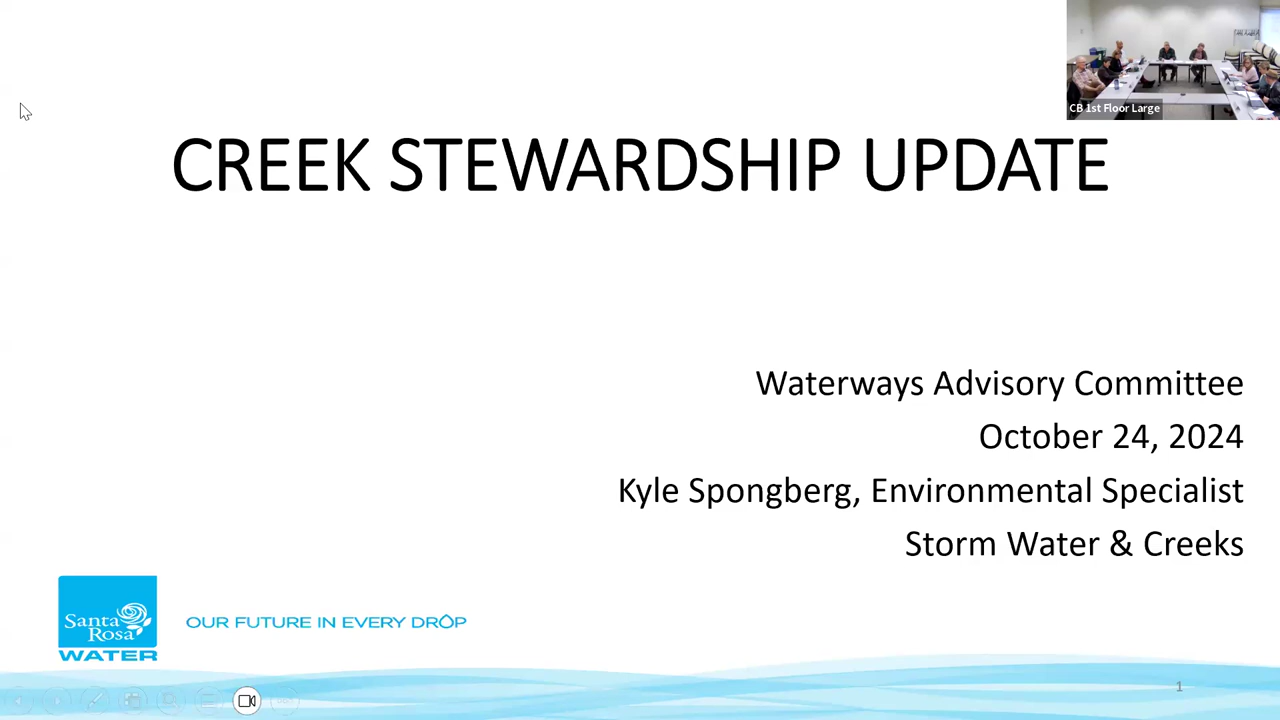 CB 1st Floor Large
CREEK STEWARDSHIP UPDATE
Waterways Advisory Committee
October 24, 2024
Kyle Spongberg, Environmental Specialist
Storm Water & Creeks
Santa
Rosa
WATER
OUR FUTURE IN EVERY DROP
1